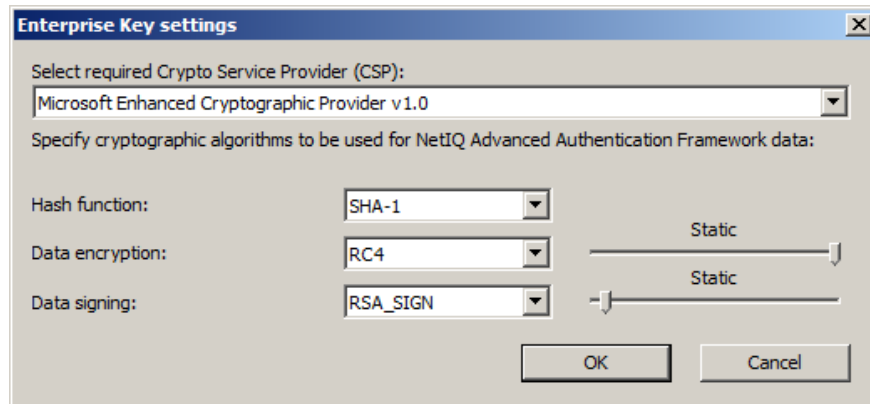 Enterprise Key settings
Select required Crypto Service Provider (CSP):
Microsoft Enhanced Cryptographic Provider v1.0
Specify cryptographic algorithms to be used for NetIQ Advanced Authentication Framework data:
Hash function:
SHA-1
Static
Data encryption:
RC4
Static
Data signing:
RSA_SIGN
OK
Cancel